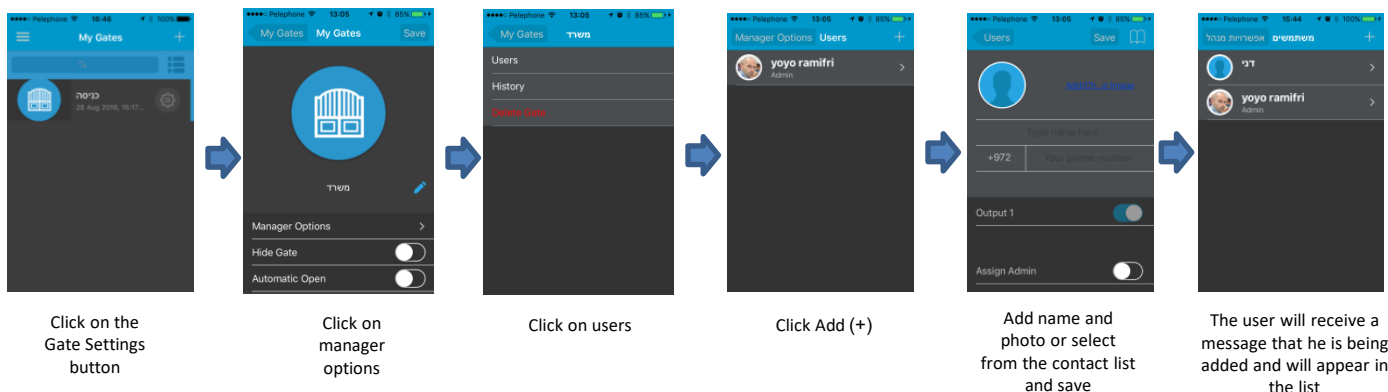 Pelephone 16:46 100%
My Gates +
כניסה
28 Aug 2016, 15:17...
Click on the
Gate Settings
button
Pelephone 13:05 85%
My Gates My Gates Save
משרד
Manager Options >
Hide Gate
Automatic Open
Click on
manager
options
Pelephone 13:05 85%
My Gates משרד
Users
History
Click on users
Pelephone 13:05 85%
Manager Options Users +
yoyo ramifri
Admin
Click Add (+)
Pelephone 13:05 85%
Users Save
Type name here
+972 Your phone number
Output 1
Assign Admin
Add name and
photo or select
from the contact list
and save
Pelephone 15:44 100%
אפשרויות מנהל משתמשים +
דני
yoyo ramifri
Admin
The user will receive a
message that he is being
added and will appear in
the list